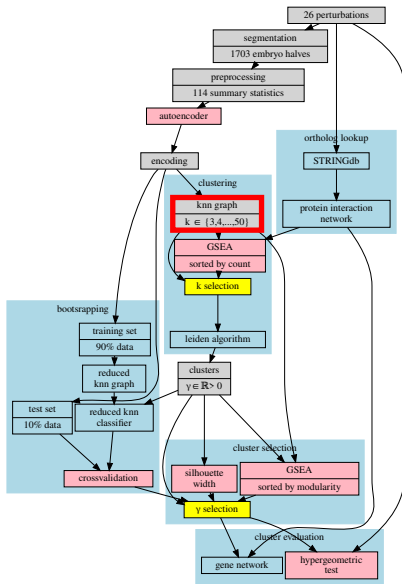 26 perturbations
segmentation
1703 embryo halves
preprocessing
114 summary statistics
autoencoder
ortholog lookup
encoding
STRINGdb
clustering
knn graph
k ∈ {3,4,...,50}
protein interaction
network
GSEA
sorted by count
k selection
bootsrapping
training set
90% data
leiden algorithm
reduced
knn graph
clusters
γ ∈ ℝ> 0
test set
10% data
reduced knn
classifier
cluster selection
crossvalidation
silhouette
width
GSEA
sorted by modularity
γ selection
cluster evaluation
gene network
hypergeometric
test